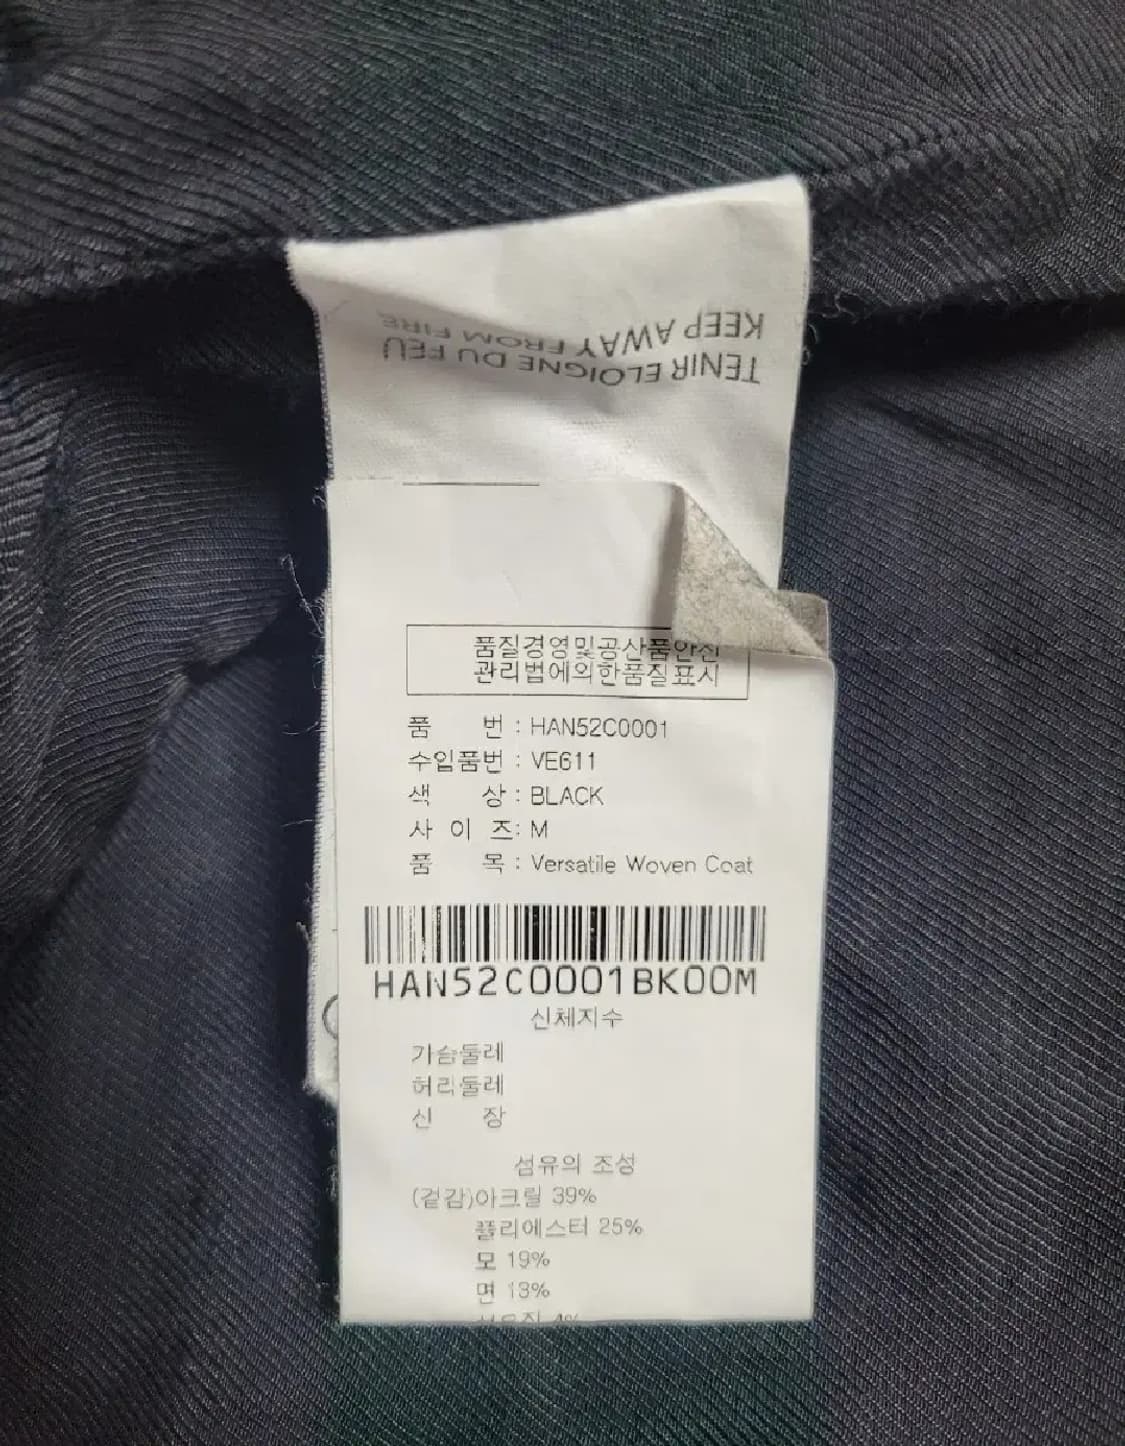 KEEP AWAY FROM FIRE
TENIR ELOIGNE DU FEU
품질경영및공산품안전
관리법에의한품질표시
품 번 : HAN52C0001
수입품번 : VE611
색 상 : BLACK
사 이 즈: M
품 목 : Versatile Woven Coat
HAN52C0001BK00M
신체지수
가슴둘레
허리둘레
신 장
섬유의 조성
(겉감)아크릴 39%
폴리에스터 25%
모 19%
면 13%
4%